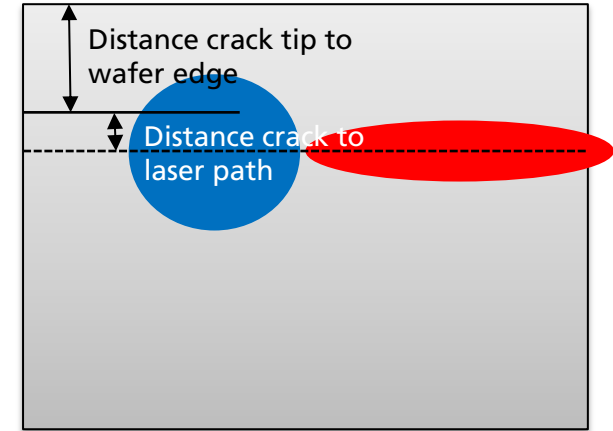 Distance crack tip to
wafer edge
Distance crack to
laser path